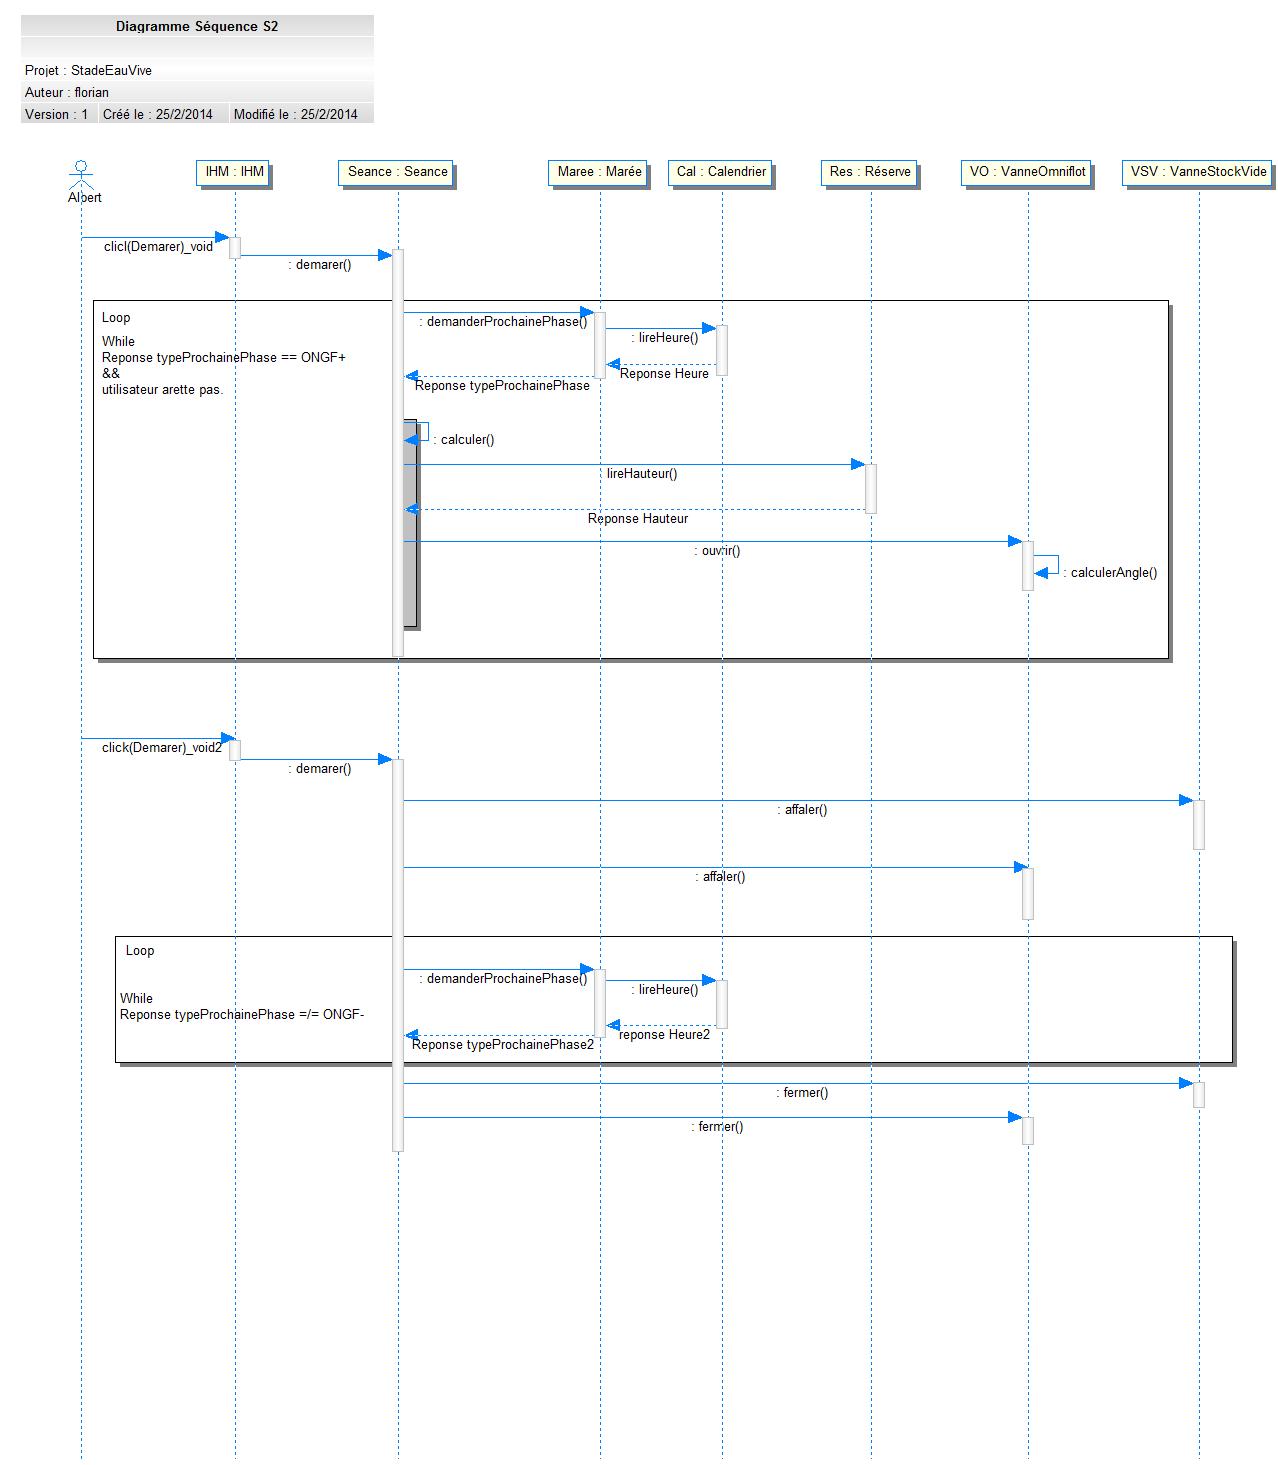 Diagramme Séquence S2
Projet : StadeEauVive
Auteur : florian
Version : 1 Créé le : 25/2/2014 Modifié le : 25/2/2014
Albert
IHM : IHM
Seance : Seance
Maree : Marée
Cal : Calendrier
Res : Réserve
VO : VanneOmniflot
VSV : VanneStockVide
clicl(Demarer)_void
: demarer()
Loop
While
Reponse typeProchainePhase == ONGF+
&&
utilisateur arette pas.
: demanderProchainePhase()
: lireHeure()
Reponse Heure
Reponse typeProchainePhase
: calculer()
lireHauteur()
Reponse Hauteur
: ouvrir()
: calculerAngle()
click(Demarer)_void2
: demarer()
: affaler()
: affaler()
Loop
While
Reponse typeProchainePhase =/= ONGF-
: demanderProchainePhase()
: lireHeure()
reponse Heure2
Reponse typeProchainePhase2
: fermer()
: fermer()